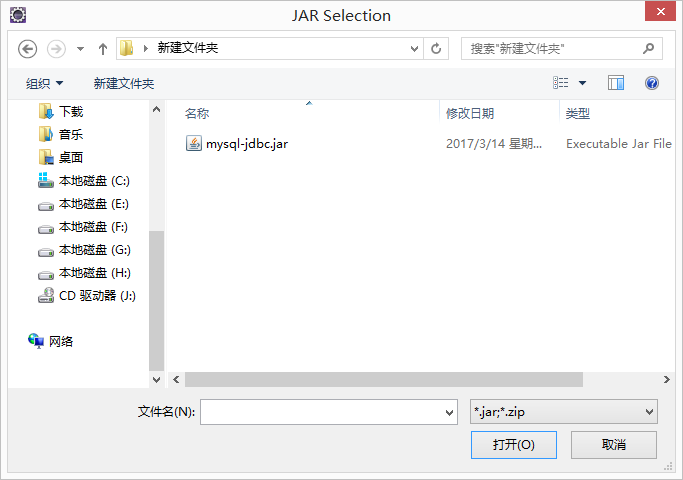 JAR Selection
新建文件夹
搜索"新建文件夹"
组织
新建文件夹
名称
修改日期
类型
下载
音乐
桌面
本地磁盘 (C:)
本地磁盘 (E:)
本地磁盘 (F:)
本地磁盘 (G:)
本地磁盘 (H:)
CD 驱动器 (J:)
网络
mysql-jdbc.jar
2017/3/14 星期...
Executable Jar File
文件名(N):
*.jar;*.zip
打开(O)
取消